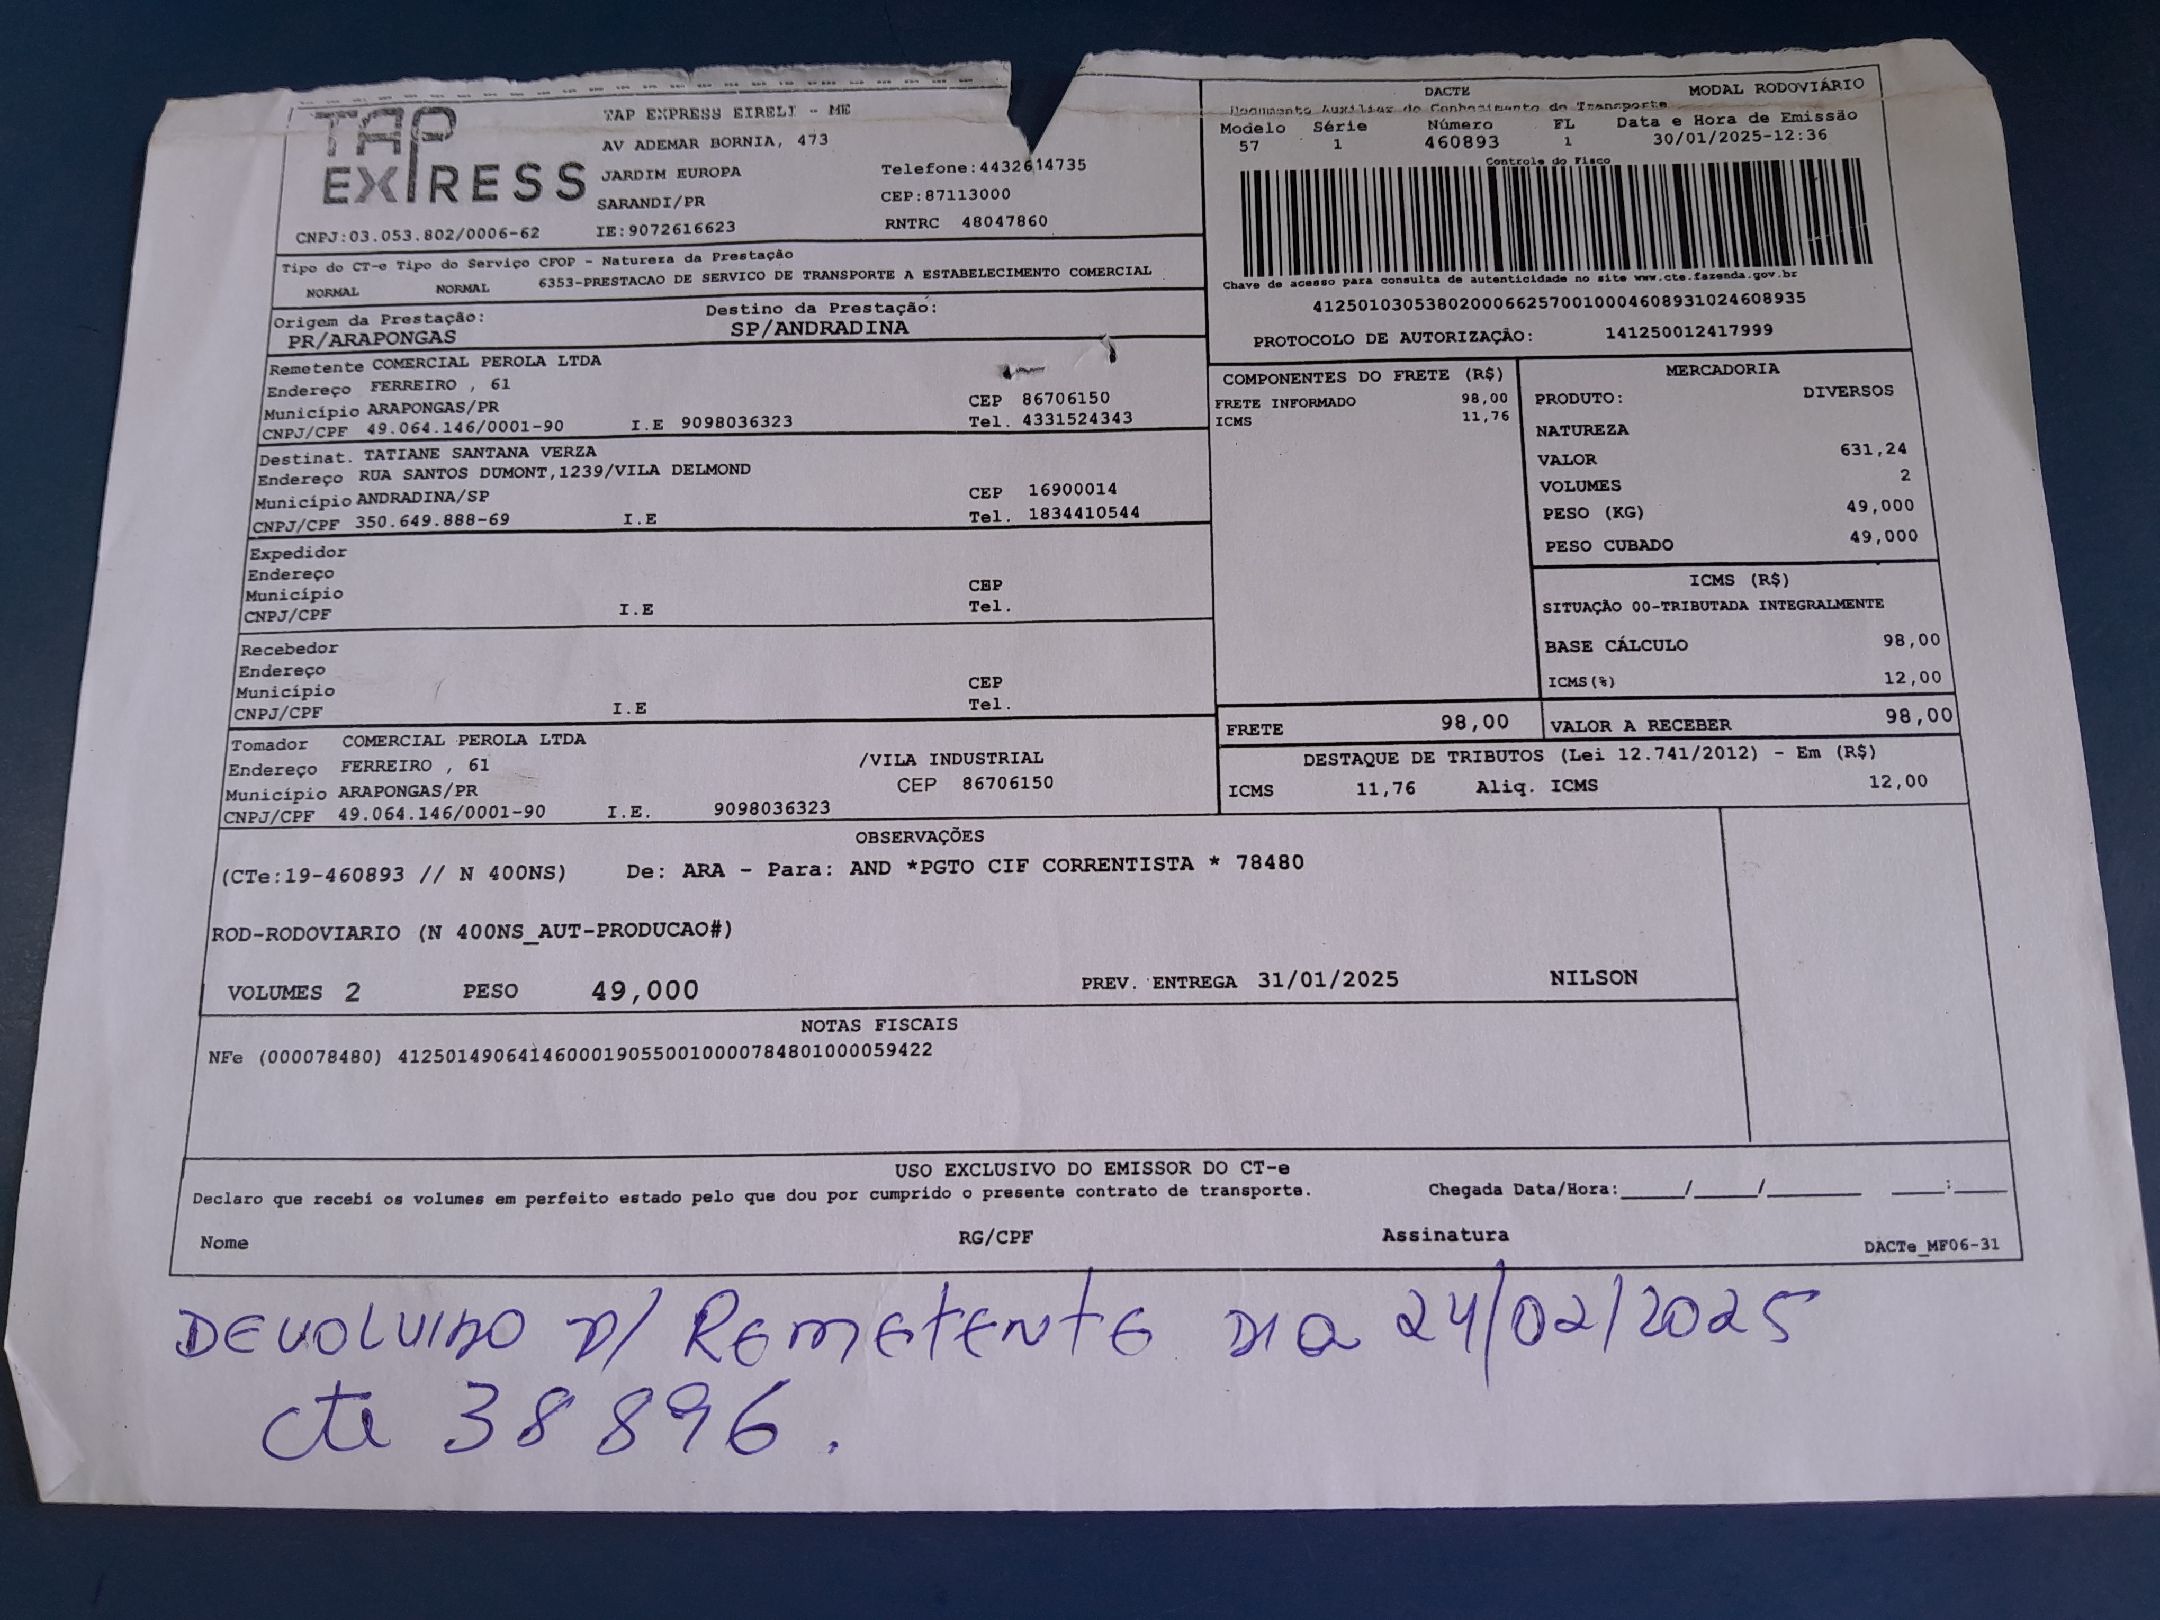 TAP EXPRESS
TAP EXPRESS EIRELI - ME
AV ADEMAR BORNIA, 473
JARDIM EUROPA
Telefone:4432614735
SARANDI/PR
CEP:87113000
CNPJ:03.053.802/0006-62
IE:9072616623
RNTRC 48047860
DACTE
MODAL RODOVIÁRIO
Documento Auxiliar do Conhecimento de Transporte
Modelo Série Número FL Data e Hora de Emissão
57 1 460893 1 30/01/2025-12:36
Controle do Fisco
Chave de acesso para consulta de autenticidade no site www.cte.fazenda.gov.br
41250103053802000662570010004608931024608935
PROTOCOLO DE AUTORIZAÇÃO: 141250012417999
Tipo do CT-e Tipo do Serviço CFOP - Natureza da Prestação
NORMAL NORMAL 6353-PRESTACAO DE SERVICO DE TRANSPORTE A ESTABELECIMENTO COMERCIAL
Origem da Prestação: Destino da Prestação:
PR/ARAPONGAS SP/ANDRADINA
Remetente COMERCIAL PEROLA LTDA
Endereço FERREIRO , 61
Município ARAPONGAS/PR CEP 86706150
CNPJ/CPF 49.064.146/0001-90 I.E 9098036323 Tel. 4331524343
Destinat. TATIANE SANTANA VERZA
Endereço RUA SANTOS DUMONT,1239/VILA DELMOND
Município ANDRADINA/SP CEP 16900014
CNPJ/CPF 350.649.888-69 I.E Tel. 1834410544
Expedidor
Endereço
Município CEP
CNPJ/CPF I.E Tel.
Recebedor
Endereço
Município CEP
CNPJ/CPF I.E Tel.
Tomador COMERCIAL PEROLA LTDA
Endereço FERREIRO , 61 /VILA INDUSTRIAL
Município ARAPONGAS/PR CEP 86706150
CNPJ/CPF 49.064.146/0001-90 I.E. 9098036323
COMPONENTES DO FRETE (R$)
FRETE INFORMADO 98,00
ICMS 11,76
MERCADORIA
PRODUTO: DIVERSOS
NATUREZA
VALOR 631,24
VOLUMES 2
PESO (KG) 49,000
PESO CUBADO 49,000
ICMS (R$)
SITUAÇÃO 00-TRIBUTADA INTEGRALMENTE
BASE CÁLCULO 98,00
ICMS(%) 12,00
FRETE 98,00 VALOR A RECEBER 98,00
DESTAQUE DE TRIBUTOS (Lei 12.741/2012) - Em (R$)
ICMS 11,76 Aliq. ICMS 12,00
OBSERVAÇÕES
(CTe:19-460893 // N 400NS) De: ARA - Para: AND *PGTO CIF CORRENTISTA * 78480
ROD-RODOVIARIO (N 400NS_AUT-PRODUCAO#)
VOLUMES 2 PESO 49,000 PREV. ENTREGA 31/01/2025 NILSON
NOTAS FISCAIS
NFe (000078480) 41250149064146000190550010000784801000059422
USO EXCLUSIVO DO EMISSOR DO CT-e
Declaro que recebi os volumes em perfeito estado pelo que dou por cumprido o presente contrato de transporte. Chegada Data/Hora:_____/_____/_______ ____:____
Nome RG/CPF Assinatura
DACTe_MF06-31
DEVOLVIDO P/ REMETENTE DIA 24/02/2025
cte 38896.